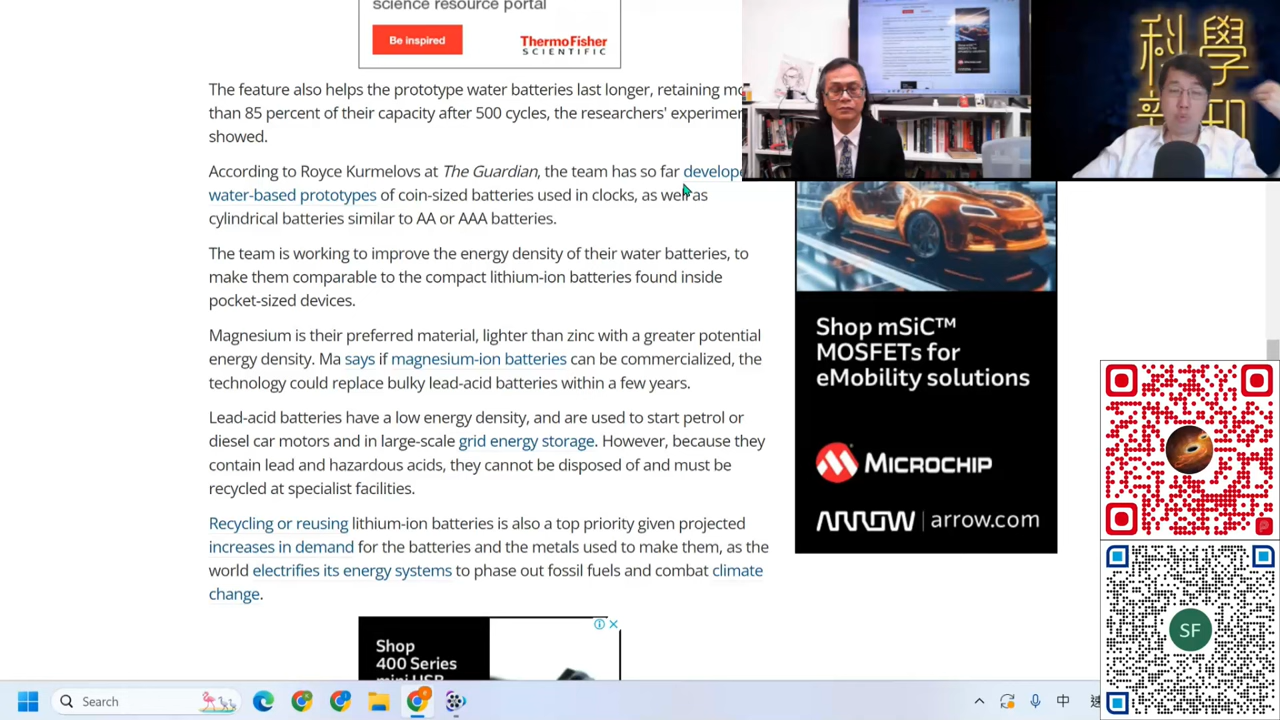 science resource portal
Be inspired
ThermoFisher
SCIENTIFIC
The feature also helps the prototype water batteries last longer, retaining
than 85 percent of their capacity after 500 cycles, the researchers'
showed.
According to Royce Kurmelovs at The Guardian, the team has so far
water-based prototypes of coin-sized batteries used in clocks, as well as
cylindrical batteries similar to AA or AAA batteries.
The team is working to improve the energy density of their water batteries, to
make them comparable to the compact lithium-ion batteries found inside
pocket-sized devices.
Magnesium is their preferred material, lighter than zinc with a greater potential
energy density. Ma says if magnesium-ion batteries can be commercialized, the
technology could replace bulky lead-acid batteries within a few years.
Lead-acid batteries have a low energy density, and are used to start petrol or
diesel car motors and in large-scale grid energy storage. However, because they
contain lead and hazardous acids, they cannot be disposed of and must be
recycled at specialist facilities.
Recycling or reusing lithium-ion batteries is also a top priority given projected
increases in demand for the batteries and the metals used to make them, as the
world electrifies its energy systems to phase out fossil fuels and combat climate
change.
Shop
400 Series
科學
Shop mSiC™
MOSFETs for
eMobility solutions
MICROCHIP
ARROW | arrow.com
SF
Search
中